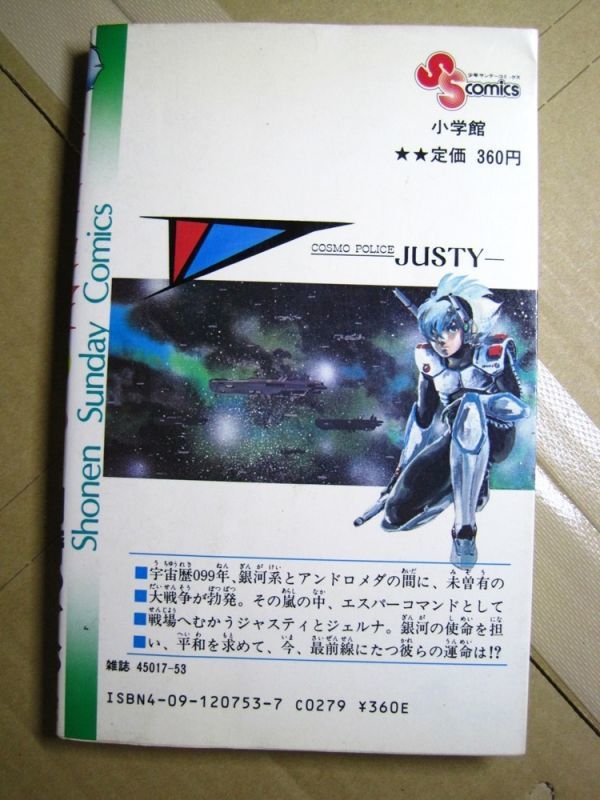 少年サンデーコミックス
SS comics
小学館
★★定価 360円
COSMO POLICE
JUSTY
Shonen Sunday Comics
■宇宙歴099年、銀河系とアンドロメダの間に、未曽有の
■大戦争が勃発。その嵐の中、エスパーコマンドとして
■戦場へむかうジャスティとジェルナ。銀河の使命を担
■い、平和を求めて、今、最前線にたつ彼らの運命は!?
雑誌 45017-53
ISBN4-09-120753-7 C0279 ¥360E